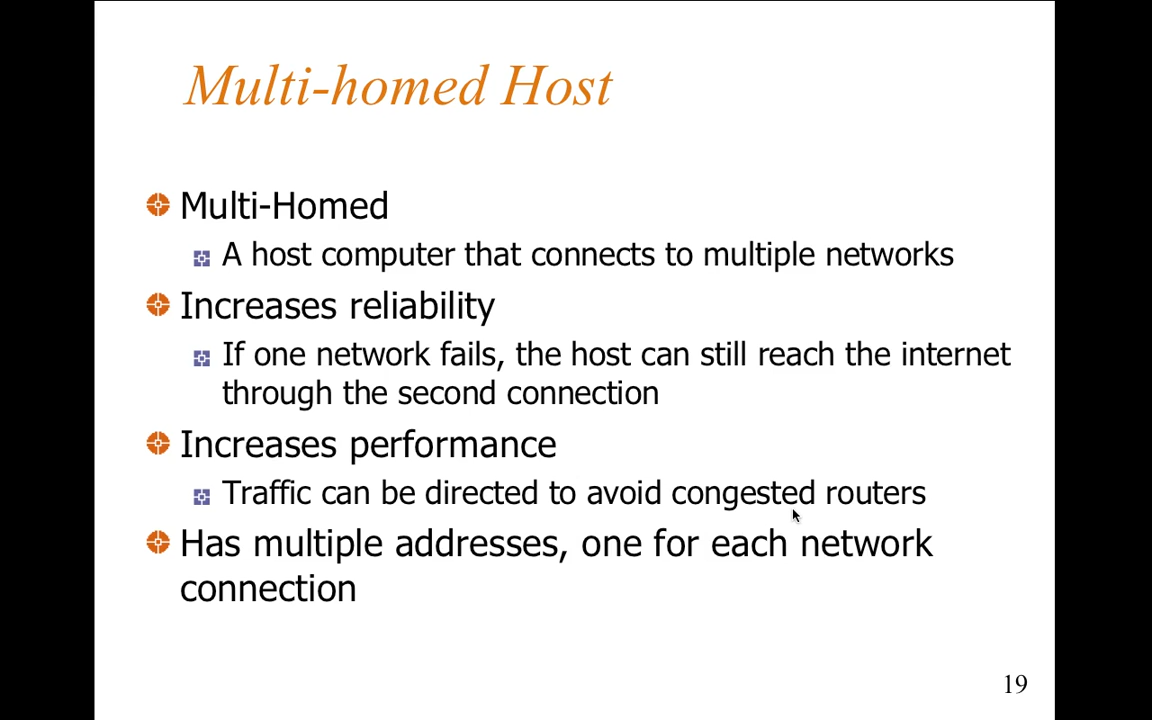 Multi-homed Host
Multi-Homed
A host computer that connects to multiple networks
Increases reliability
If one network fails, the host can still reach the internet
through the second connection
Increases performance
Traffic can be directed to avoid congested routers
Has multiple addresses, one for each network
connection
19